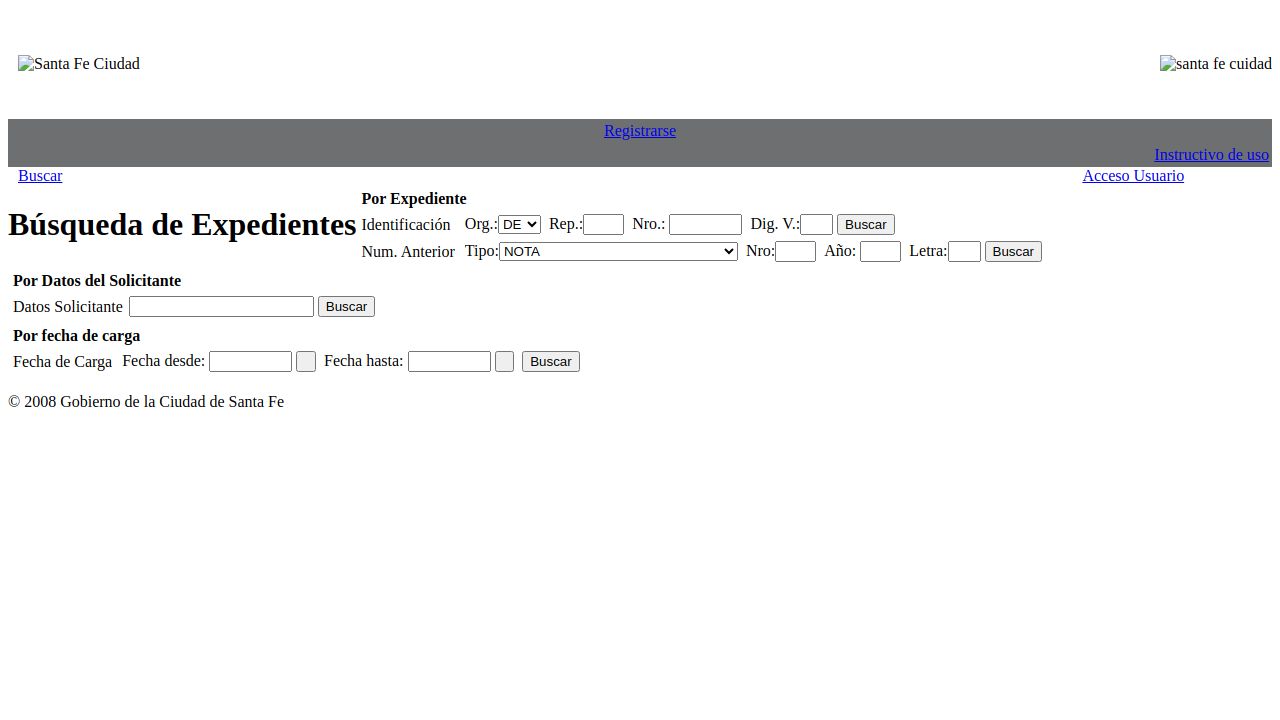 Santa Fe Ciudad
santa fe cuidad
Registrarse
Instructivo de uso
Buscar
Acceso Usuario
Búsqueda de Expedientes
Por Expediente
Identificación Org.: DE Rep.: Nro.: Dig. V.: Buscar
Num. Anterior Tipo: NOTA Nro: Año: Letra: Buscar
Por Datos del Solicitante
Datos Solicitante Buscar
Por fecha de carga
Fecha de Carga Fecha desde: Fecha hasta: Buscar
© 2008 Gobierno de la Ciudad de Santa Fe